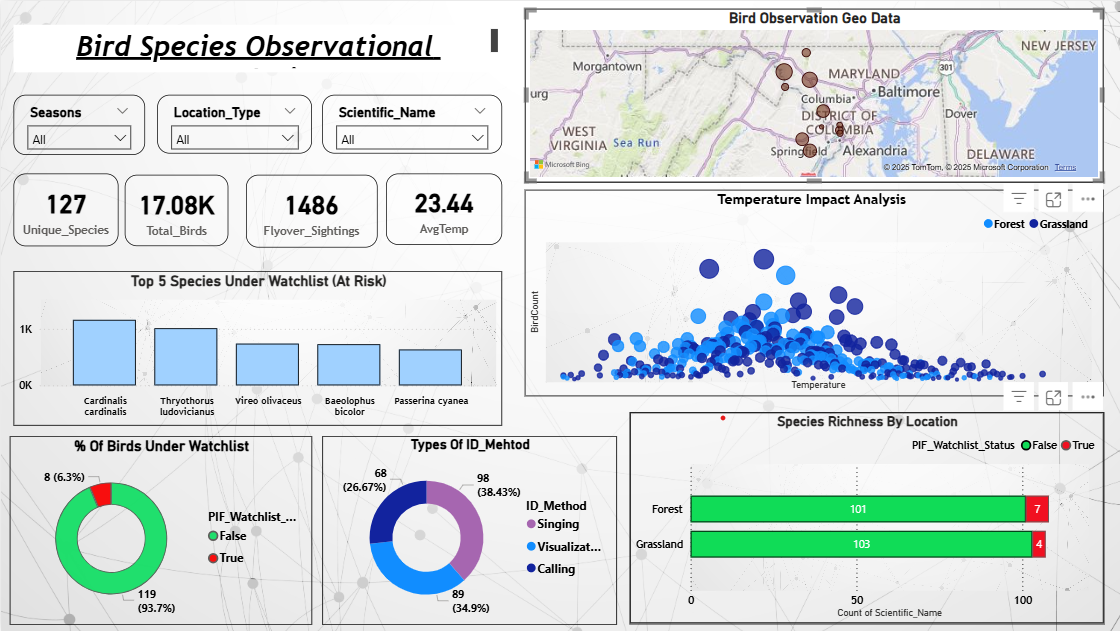 Bird Species Observational
Seasons
All
Location_Type
All
Scientific_Name
All
127
Unique_Species
17.08K
Total_Birds
1486
Flyover_Sightings
23.44
AvgTemp
Top 5 Species Under Watchlist (At Risk)
1K
0K
Cardinalis
cardinalis
Thryothorus
ludovicianus
Vireo olivaceus
Baeolophus
bicolor
Passerina cyanea
% Of Birds Under Watchlist
8 (6.3%)
119
(93.7%)
PIF_Watchlist_...
False
True
Types Of ID_Mehtod
68
(26.67%)
98
(38.43%)
89
(34.9%)
ID_Method
Singing
Visualizat...
Calling
Bird Observation Geo Data
NEW JERSEY
Morgantown
301
MARYLAND
urg
Columbia
Baltimore
DISTRICT OF
COLUMBIA
Dover
WEST
VIRGINIA
Sea Run
Springfield
Alexandria
DELAWARE
Microsoft Bing
© 2025 TomTom, © 2025 Microsoft Corporation Terms
Temperature Impact Analysis
Forest Grassland
BirdCount
Temperature
Species Richness By Location
PIF_Watchlist_Status False True
Forest 101 7
Grassland 103 4
0 50 100
Count of Scientific_Name